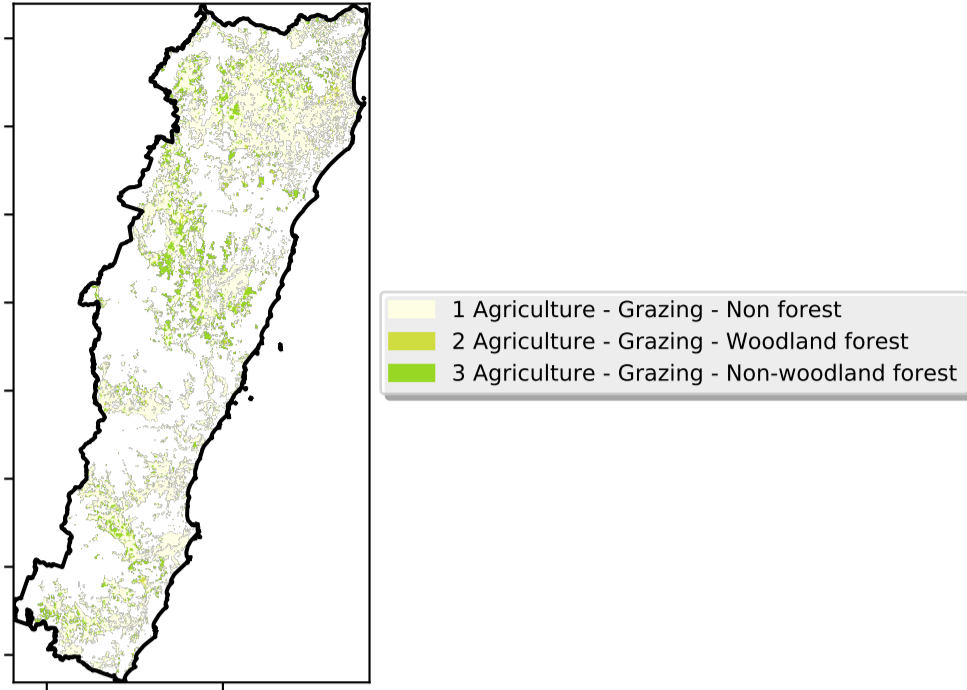 1 Agriculture - Grazing - Non forest
2 Agriculture - Grazing - Woodland forest
3 Agriculture - Grazing - Non-woodland forest